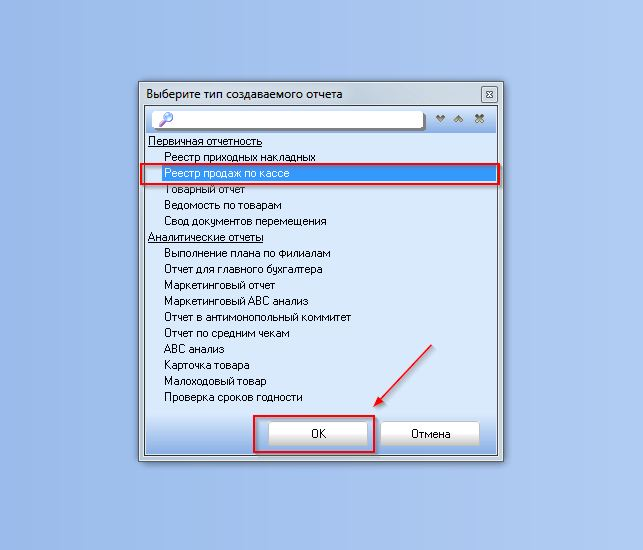 Выберите тип создаваемого отчета
Первичная отчетность
Реестр приходных накладных
Реестр продаж по кассе
Товарный отчет
Ведомость по товарам
Свод документов перемещения
Аналитические отчеты
Выполнение плана по филиалам
Отчет для главного бухгалтера
Маркетинговый отчет
Маркетинговый ABC анализ
Отчет в антимонопольный коммитет
Отчет по средним чекам
ABC анализ
Карточка товара
Малоходовый товар
Проверка сроков годности
OK
Отмена